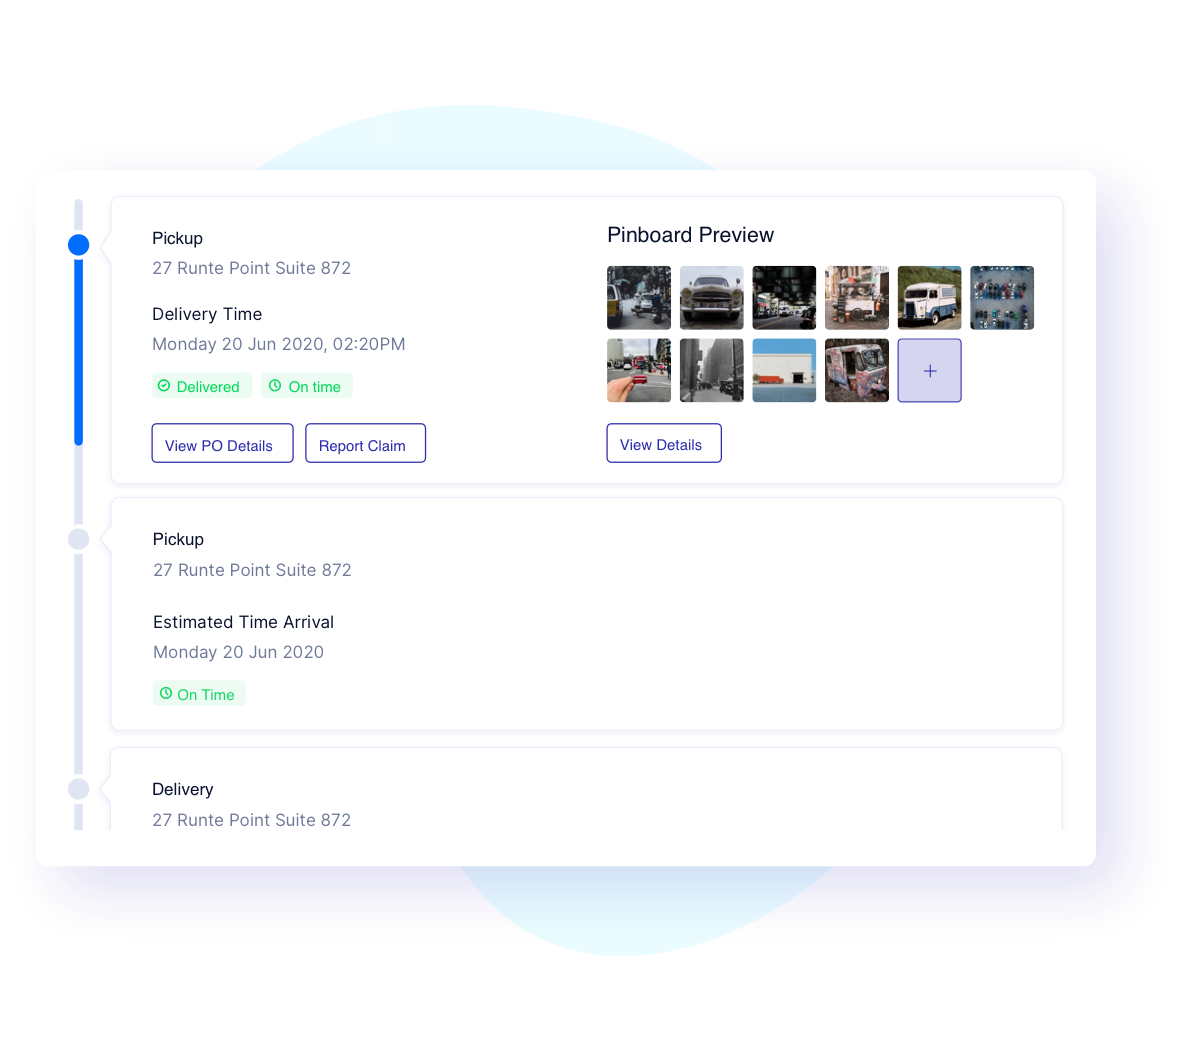 Pickup
27 Runte Point Suite 872
Delivery Time
Monday 20 Jun 2020, 02:20PM
Delivered
On time
View PO Details
Report Claim
Pinboard Preview
View Details
Pickup
27 Runte Point Suite 872
Estimated Time Arrival
Monday 20 Jun 2020
On Time
Delivery
27 Runte Point Suite 872